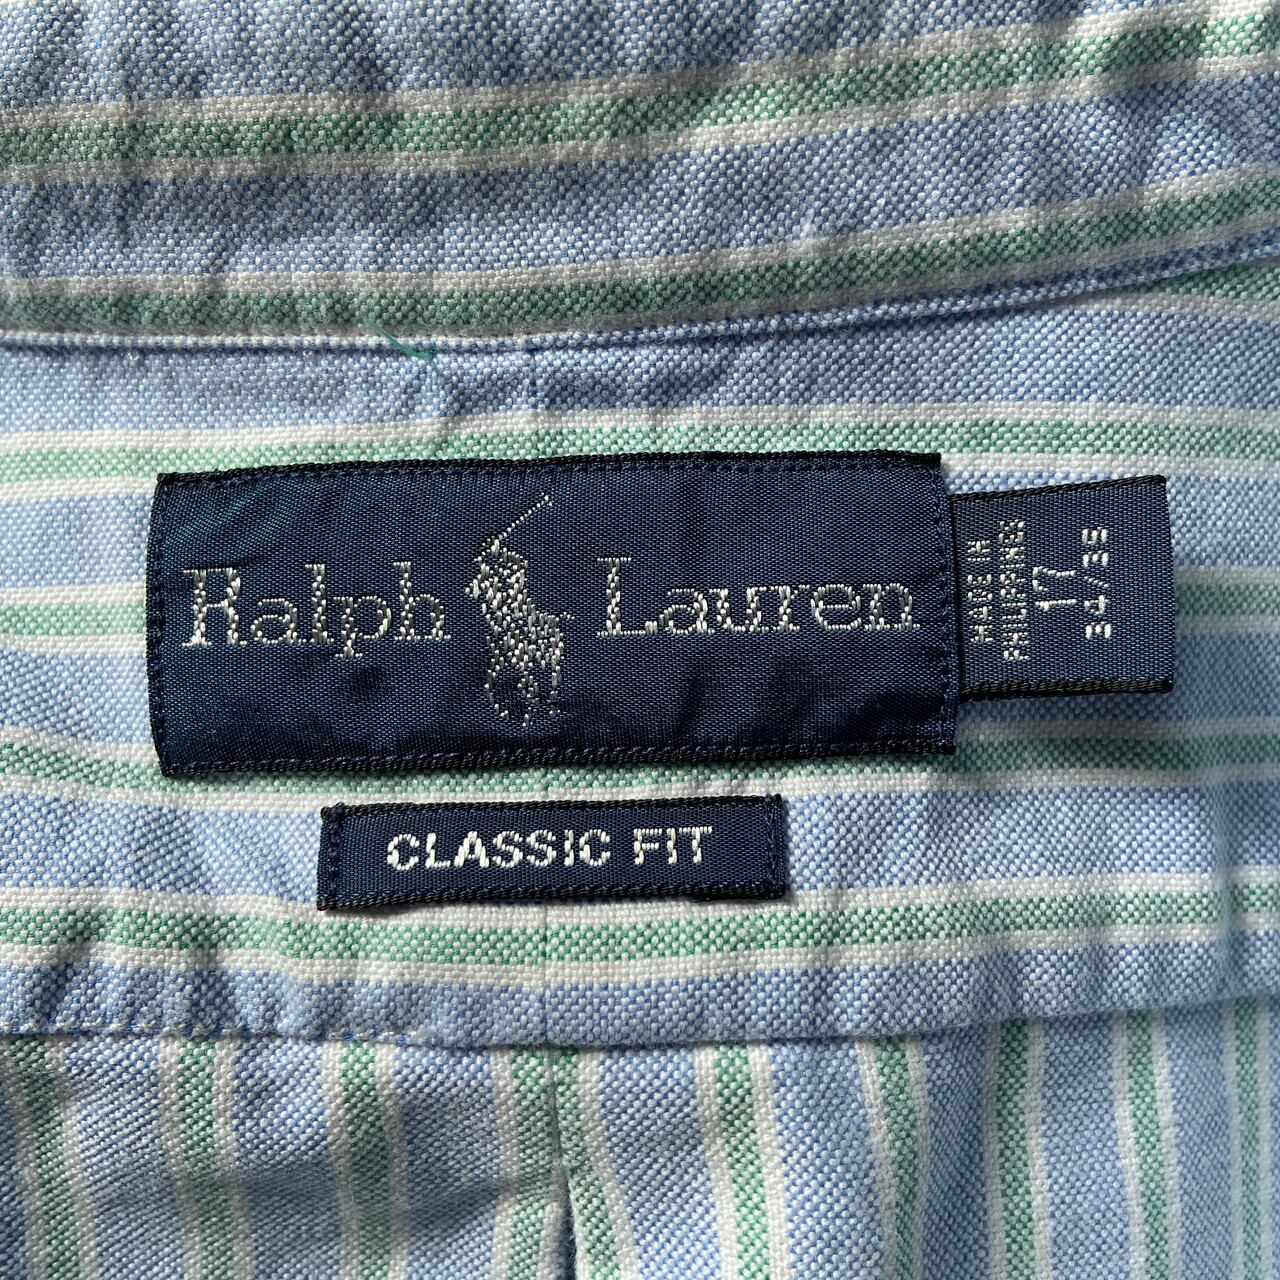 Ralph Lauren
CLASSIC FIT
MADE IN
PHILIPPINES
17
34/35